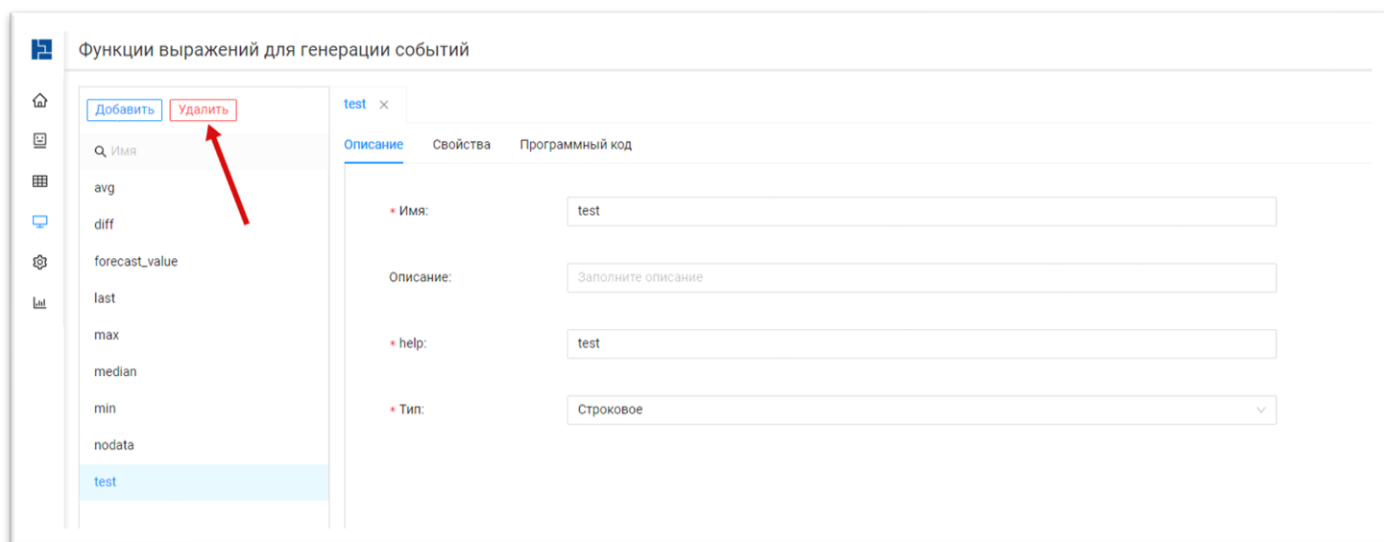 Функции выражений для генерации событий
Добавить Удалить
Имя
avg
diff
forecast_value
last
max
median
min
nodata
test
test ×
Описание Свойства Программный код
* Имя: test
Описание: Заполните описание
* help: test
* Тип: Строковое